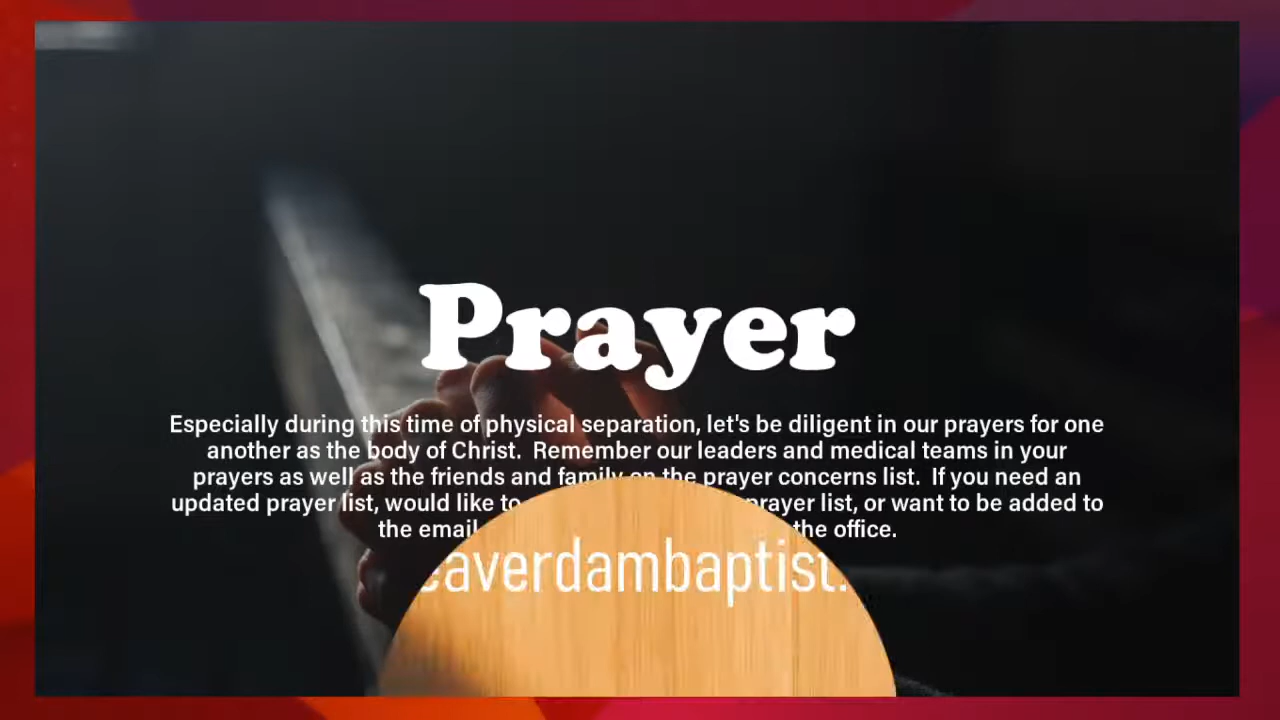 Prayer
Especially during this time of physical separation, let's be diligent in our prayers for one
another as the body of Christ.  Remember our leaders and medical teams in your
prayers as well as the friends and family on the prayer concerns list.  If you need an
updated prayer list, would like to prayer list, or want to be added to
the email the office.
eaverdambaptist.